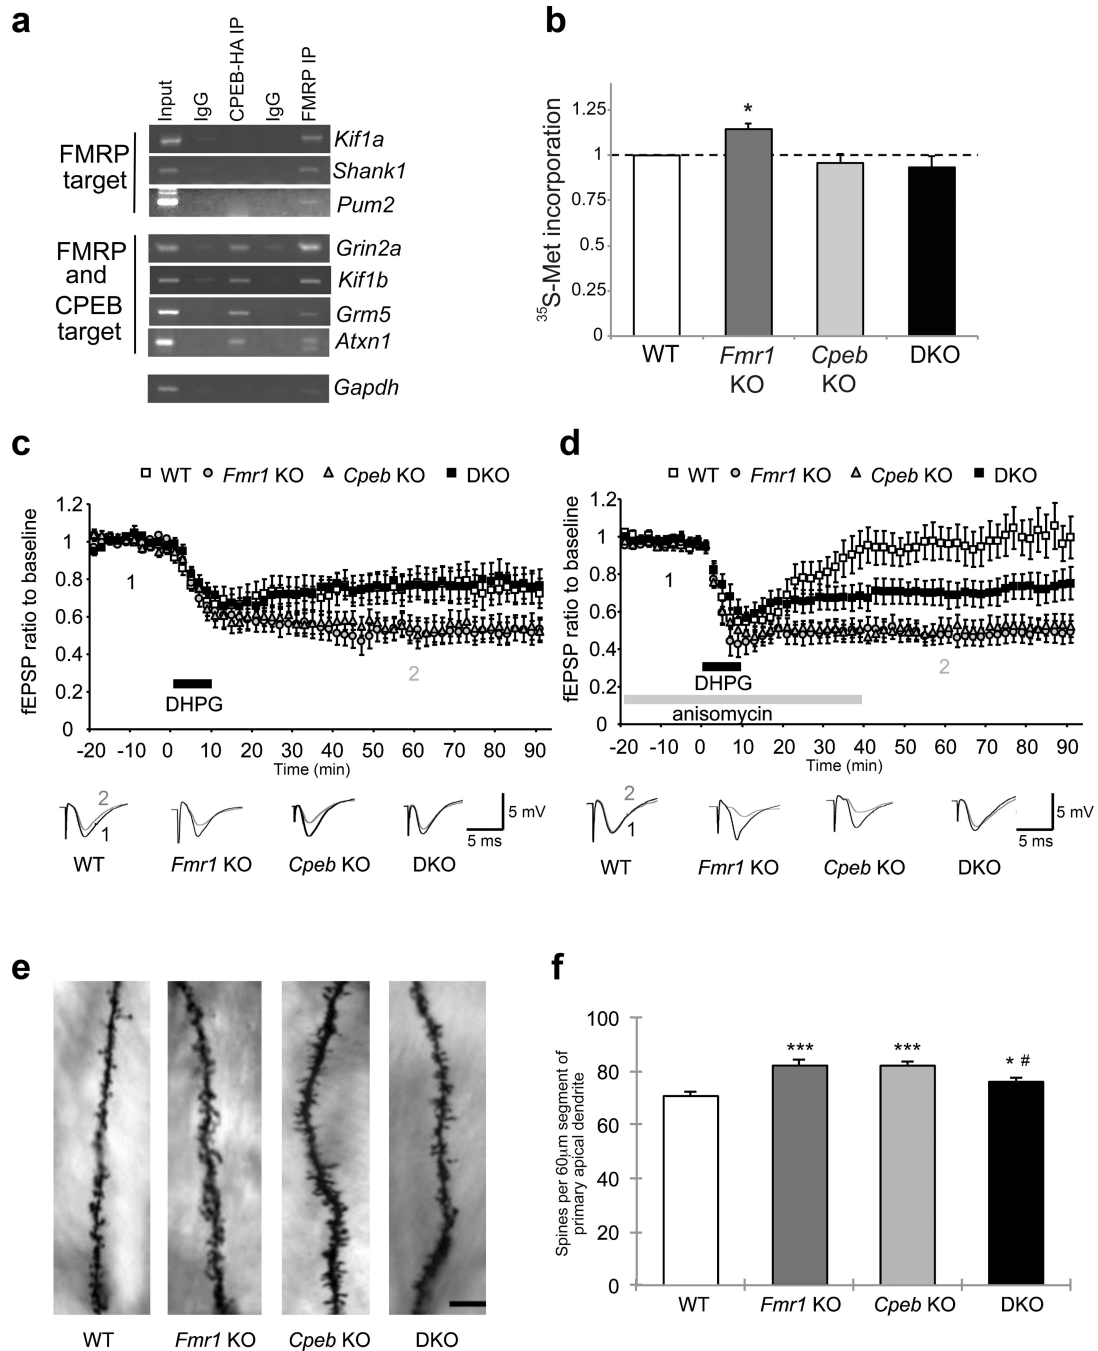 a
Input
IgG
CPEB-HA IP
IgG
FMRP IP
FMRP
target
Kif1a
Shank1
Pum2
FMRP
and
CPEB
target
Grin2a
Kif1b
Grm5
Atxn1
Gapdh
b
35S-Met incorporation
1.25
1
0.75
0.5
0.25
0
WT
Fmr1
KO
Cpeb
KO
DKO
*
c
WT Fmr1 KO Cpeb KO DKO
fEPSP ratio to baseline
1.2
1
0.8
0.6
0.4
0.2
0
1
2
DHPG
-20 -10 0 10 20 30 40 50 60 70 80 90
Time (min)
2
1
5 mV
5 ms
WT
Fmr1 KO
Cpeb KO
DKO
d
WT Fmr1 KO Cpeb KO DKO
fEPSP ratio to baseline
1.2
1
0.8
0.6
0.4
0.2
0
1
2
DHPG
anisomycin
-20 -10 0 10 20 30 40 50 60 70 80 90
Time (min)
2
1
5 mV
5 ms
WT
Fmr1 KO
Cpeb KO
DKO
e
WT
Fmr1 KO
Cpeb KO
DKO
f
Spines per 60μm segment of
primary apical dendrite
100
80
60
40
20
0
***
***
* #
WT
Fmr1 KO
Cpeb KO
DKO